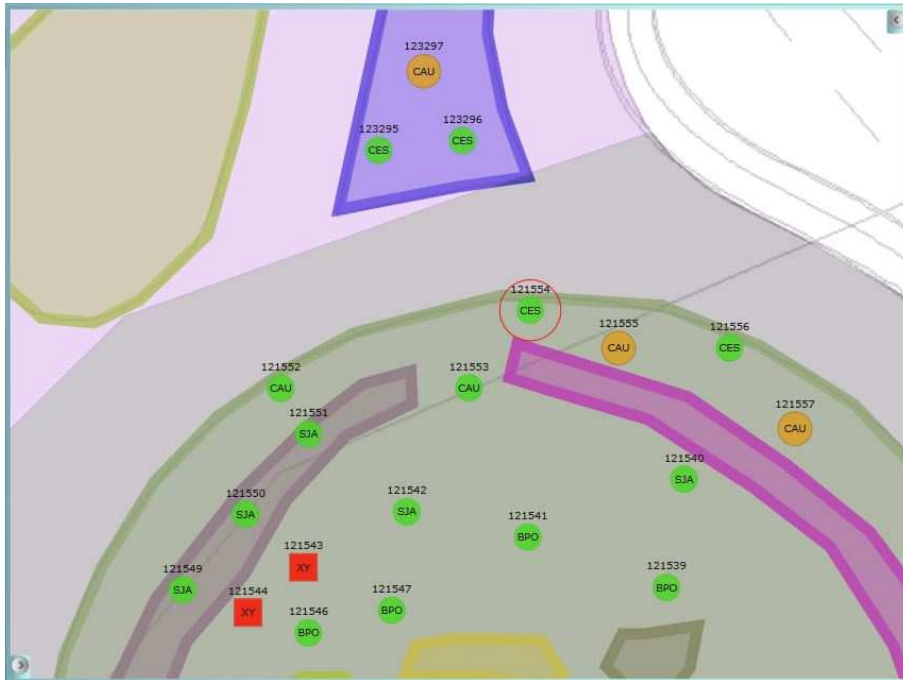 123297
CAU
123295
CES
123296
CES
121554
CES
121555
CAU
121556
CES
121552
CAU
121553
CAU
121557
CAU
121551
SJA
121540
SJA
121550
SJA
121542
SJA
121541
BPO
121543
XY
121549
SJA
121544
XY
121547
BPO
121539
BPO
121546
BPO